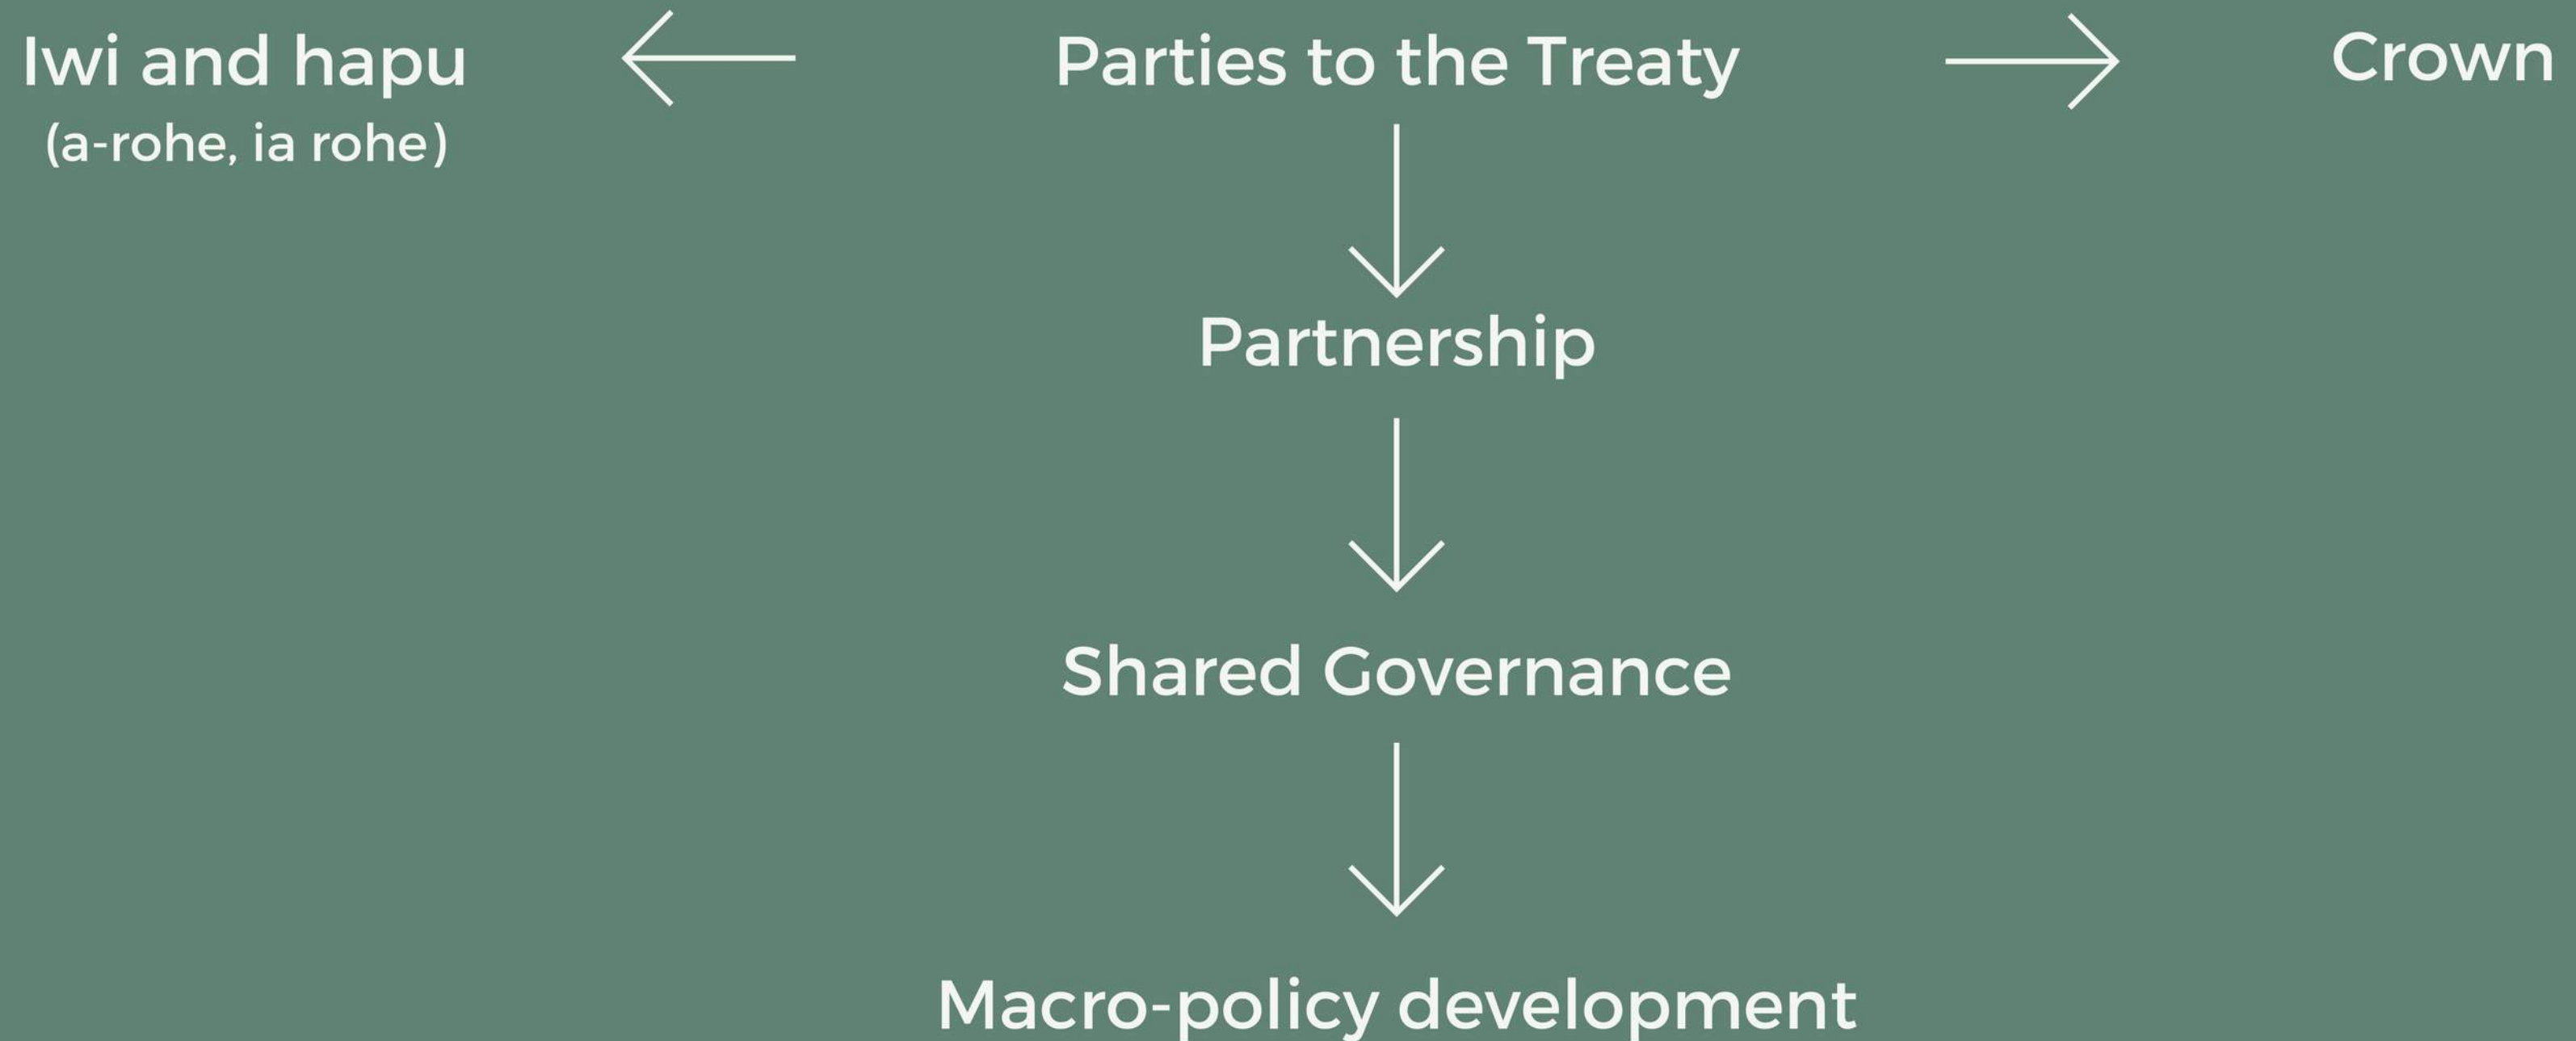 Iwi and hapu
(a-rohe, ia rohe)
Parties to the Treaty
Crown
Partnership
Shared Governance
Macro-policy development